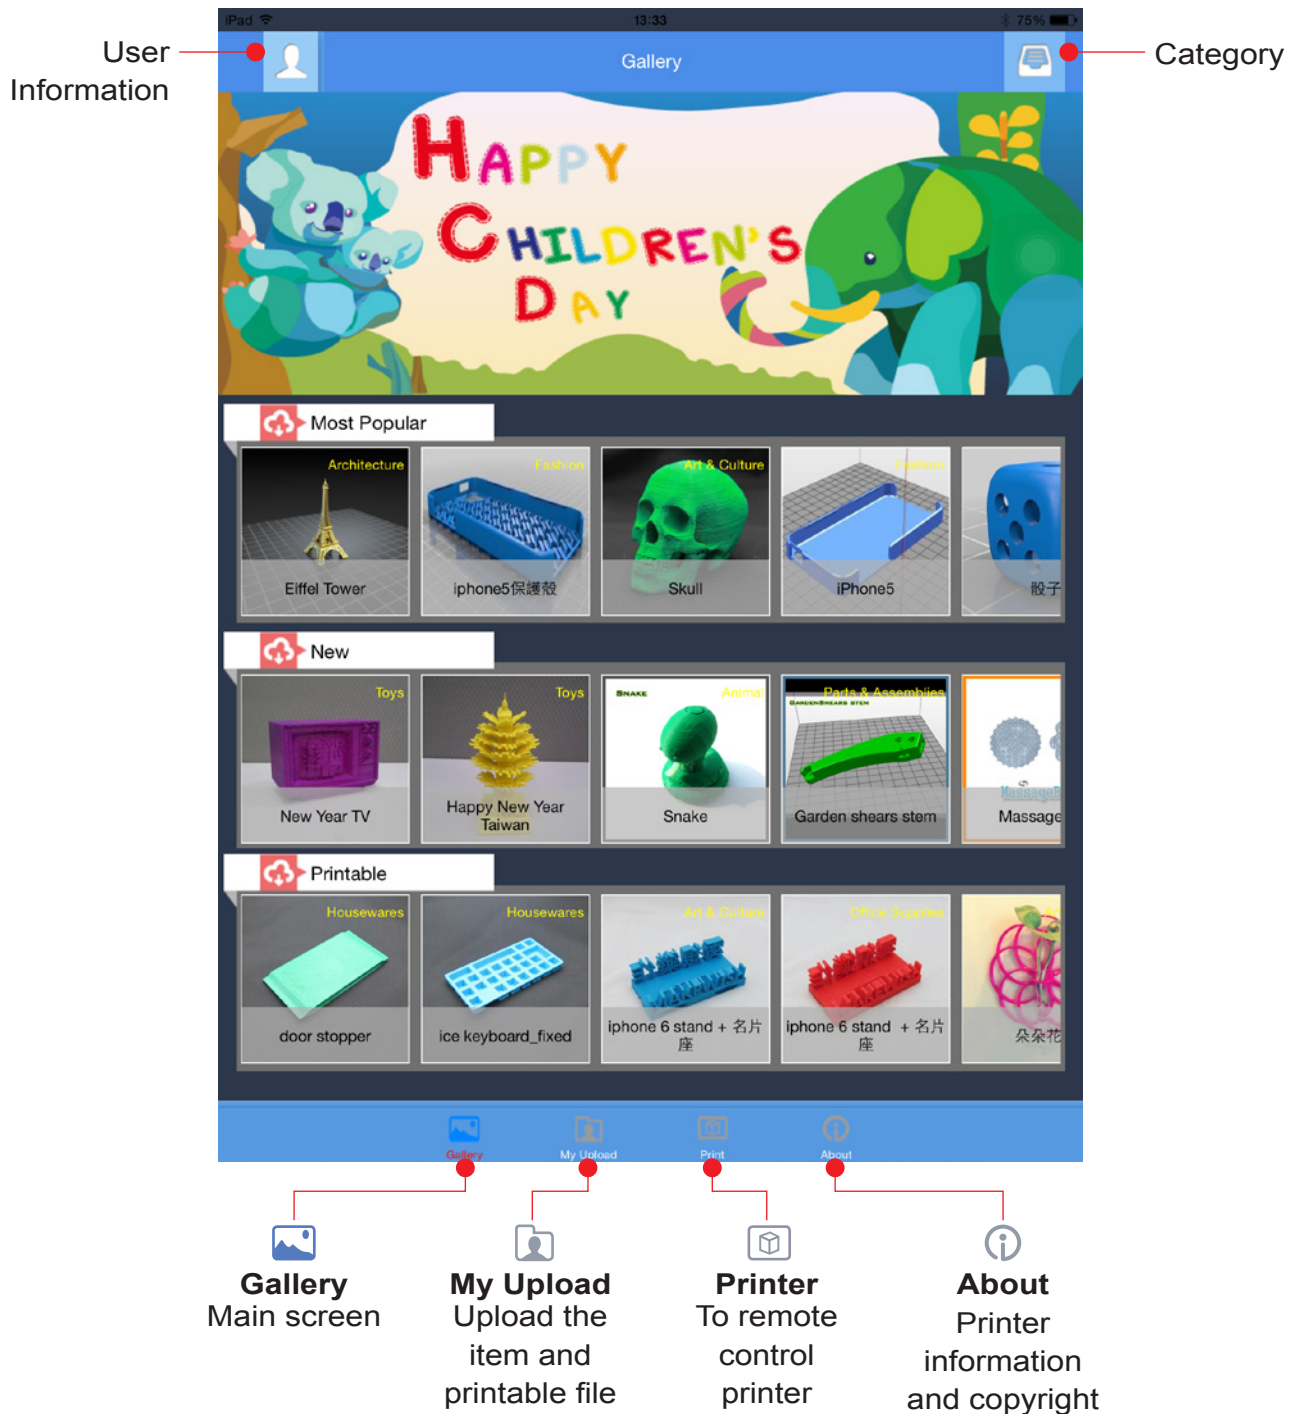 iPad
13:33
75%
User
Information
Gallery
Category
HAPPY
CHILDREN'S
DAY
Most Popular
Architecture
Fashion
Art & Culture
Fashion
Eiffel Tower
iphone5保護殼
Skull
iPhone5
骰子
New
Toys
Toys
SNAKE
Animal
Parts & Assemblies
GARDENSHEARS STEM
New Year TV
Happy New Year
Taiwan
Snake
Garden shears stem
Massage
Printable
Housewares
Housewares
Art & Culture
Office Supplies
door stopper
ice keyboard_fixed
iphone 6 stand + 名片
座
iphone 6 stand + 名片
座
朵朵花
Gallery
My Upload
Print
About
Gallery
Main screen
My Upload
Upload the
item and
printable file
Printer
To remote
control
printer
About
Printer
information
and copyright